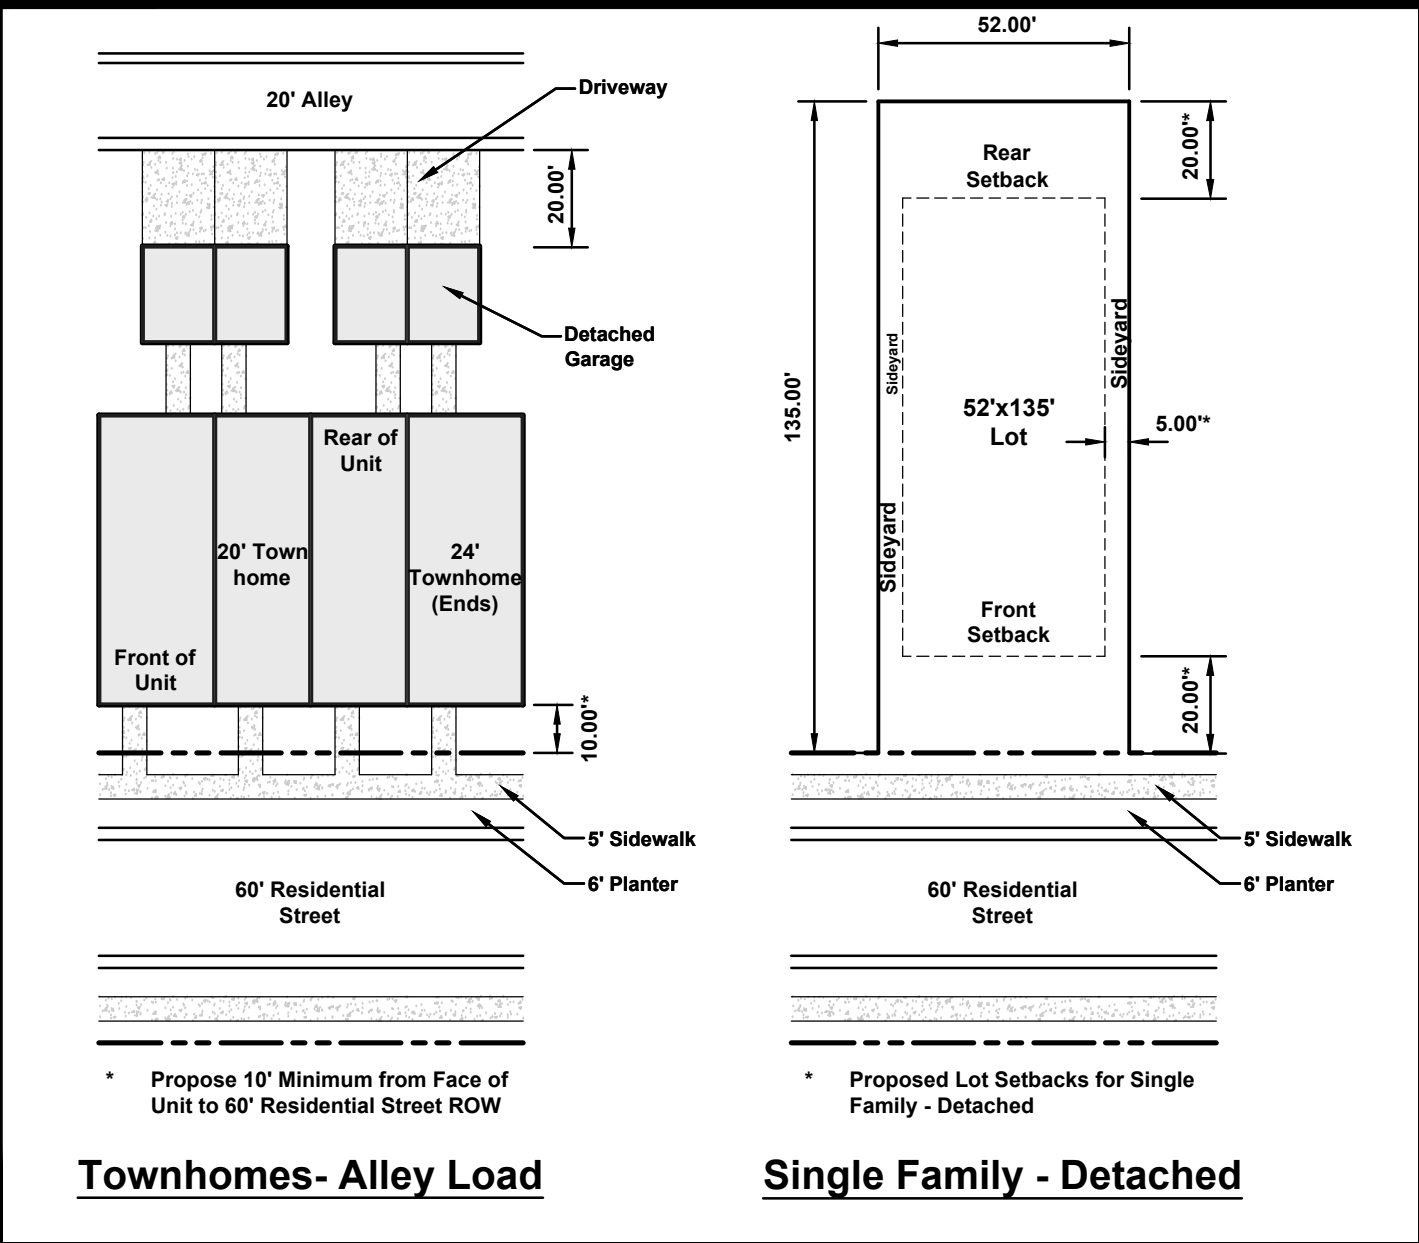 20' Alley
Driveway
20.00'
Detached
Garage
Rear of
Unit
20' Town
home
24'
Townhome
(Ends)
Front of
Unit
10.00'*
5' Sidewalk
6' Planter
60' Residential
Street
* Propose 10' Minimum from Face of
Unit to 60' Residential Street ROW
Townhomes- Alley Load
52.00'
20.00'*
Rear
Setback
135.00'
Sideyard
Sideyard
52'x135'
Lot
5.00'*
Sideyard
Front
Setback
20.00'*
5' Sidewalk
6' Planter
60' Residential
Street
* Proposed Lot Setbacks for Single
Family - Detached
Single Family - Detached